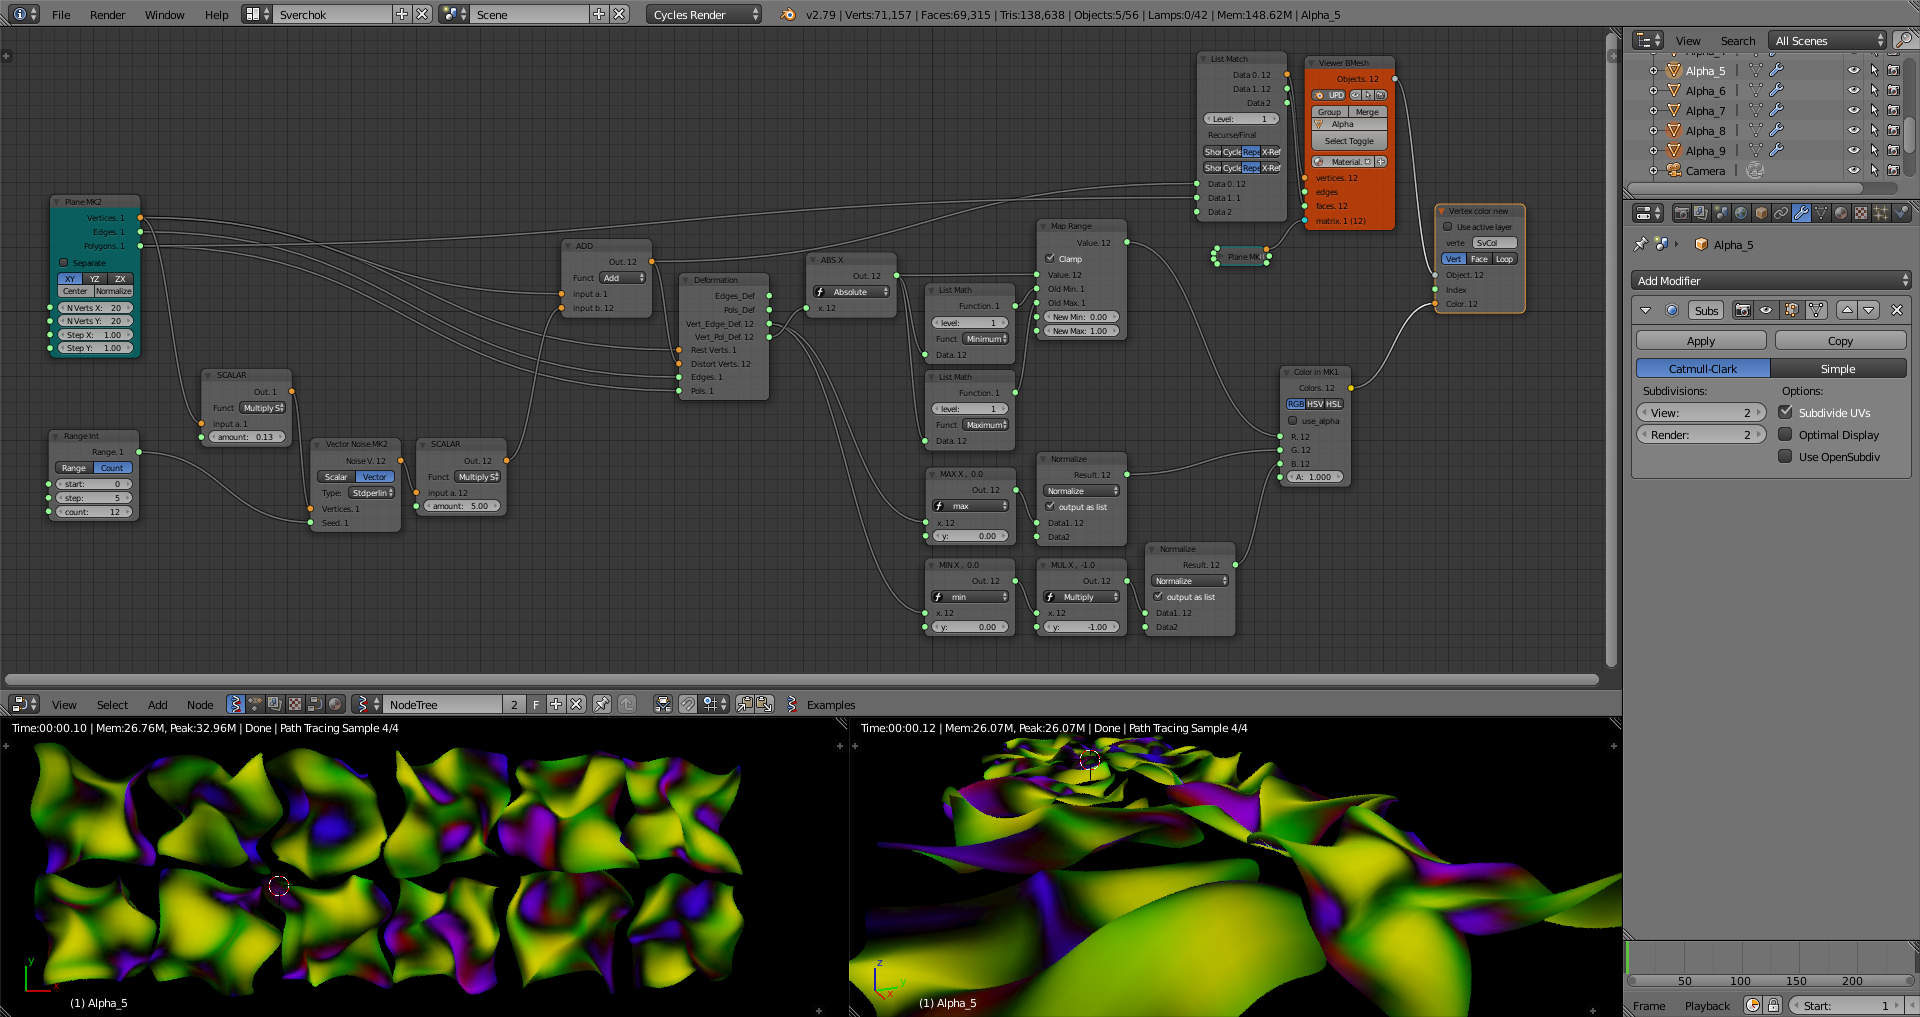 File Render Window Help Sverchok Scene Cycles Render v2.79 | Verts:71,157 | Faces:69,315 | Tris:138,638 | Objects:5/56 | Lamps:0/42 | Mem:148.62M | Alpha_5
Plane MK2
Vertices. 1
Edges. 1
Polygons. 1
Separate
XY YZ ZX
Center Normalize
N Verts X: 20
N Verts Y: 20
Step X: 1.00
Step Y: 1.00
Range Int
Range. 1
Range Count
start: 0
step: 5
count: 12
SCALAR
Out. 1
Funct Multiply S
input a. 1
amount: 0.13
Vector Noise MK2
Noise V. 12
Scalar Vector
Type: Stdperlin
Vertices. 1
Seed. 1
SCALAR
Out. 12
Funct Multiply S
input a. 12
amount: 5.00
ADD
Out. 12
Funct Add
input a. 1
input b. 12
Deformation
Edges_Def
Pols_Def
Vert_Edge_Def. 12
Vert_Pol_Def. 12
Rest Verts. 1
Distort Verts. 12
Edges. 1
Pols. 1
ABS X
Out. 12
Absolute
x. 12
List Math
Function. 1
level: 1
Funct Minimum
Data. 12
List Math
Function. 1
level: 1
Funct Maximum
Data. 12
MAX X, 0.0
Out. 12
max
x. 12
y: 0.00
MIN X, 0.0
Out. 12
min
x. 12
y: 0.00
Map Range
Value. 12
Clamp
Value. 12
Old Min. 1
Old Max. 1
New Min: 0.00
New Max: 1.00
Normalize
Result. 12
Normalize
output as list
Data1. 12
Data2
MUL X, -1.0
Out. 12
Multiply
x. 12
y: -1.00
Normalize
Result. 12
Normalize
output as list
Data1. 12
Data2
List Match
Data 0. 12
Data 1. 12
Data 2
Level: 1
Recurse/Final
Shor Cycle Repe X-Ref
Shor Cycle Repe X-Ref
Data 0. 12
Data 1. 1
Data 2
Viewer BMesh
Objects. 12
UPD
Group Merge
Alpha
Select Toggle
Material.
vertices. 12
edges
faces. 12
matrix. 1 (12)
Plane MK
Color in MK1
Colors. 12
RGB HSV HSL
use_alpha
R. 12
G. 12
B. 12
A: 1.000
Vertex color new
Use active layer
verte SvCol
Vert Face Loop
Object. 12
Index
Color. 12
View Search All Scenes
Alpha_5
Alpha_6
Alpha_7
Alpha_8
Alpha_9
Camera
Alpha_5
Add Modifier
Subs
Apply Copy
Catmull-Clark Simple
Subdivisions: Options:
View: 2 Subdivide UVs
Render: 2 Optimal Display
Use OpenSubdiv
View Select Add Node NodeTree 2 F Examples
Time:00:00.10 | Mem:26.76M, Peak:32.96M | Done | Path Tracing Sample 4/4
y
x
(1) Alpha_5
Time:00:00.12 | Mem:26.07M, Peak:26.07M | Done | Path Tracing Sample 4/4
z
y
x
(1) Alpha_5
50 100 150 200
Frame Playback Start: 1